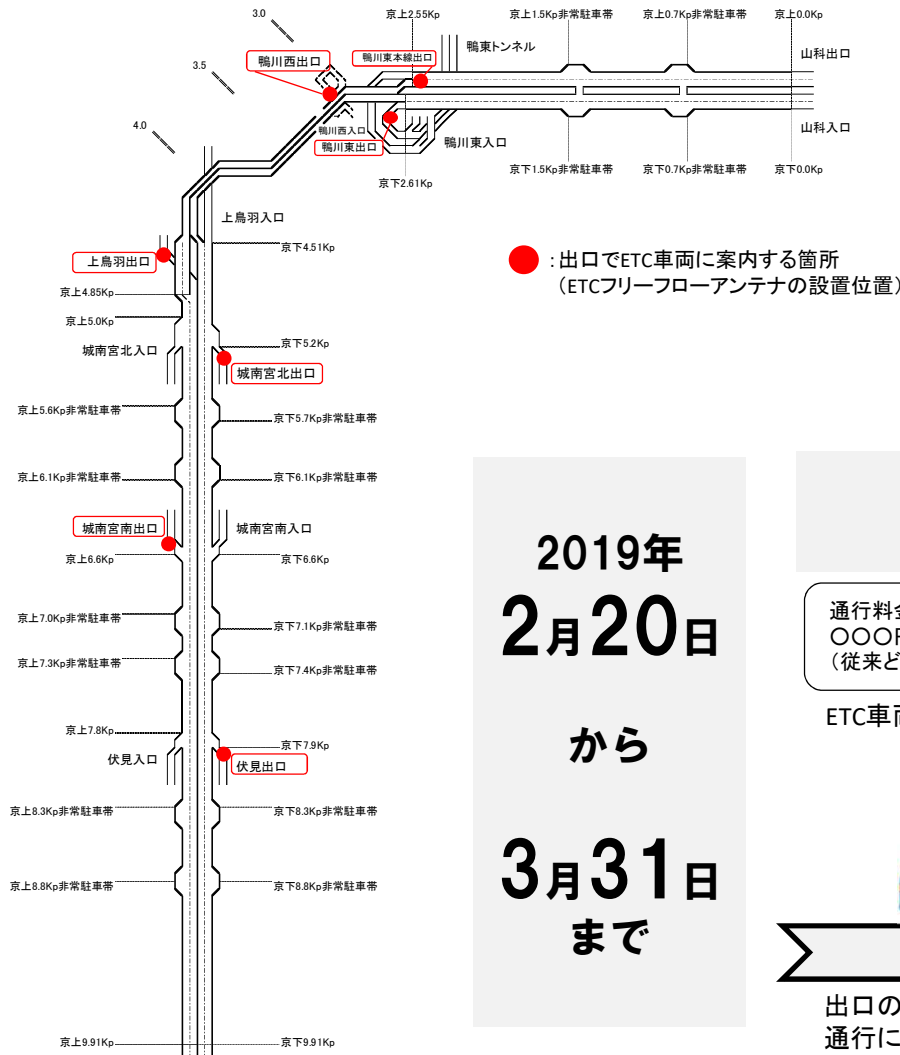 3.0
京上2.55Kp
京上1.5Kp非常駐車帯
京上0.7Kp非常駐車帯
京上0.0Kp
鴨川西出口
鴨川東本線出口
鴨東トンネル
山科出口
3.5
4.0
鴨川西入口
鴨川東出口
鴨川東入口
山科入口
京下2.61Kp
京下1.5Kp非常駐車帯
京下0.7Kp非常駐車帯
京下0.0Kp
上鳥羽入口
上鳥羽出口
京下4.51Kp
：出口でETC車両に案内する箇所
（ETCフリーフローアンテナの設置位置）
京上4.85Kp
京上5.0Kp
城南宮北入口
京下5.2Kp
城南宮北出口
京上5.6Kp非常駐車帯
京下5.7Kp非常駐車帯
京上6.1Kp非常駐車帯
京下6.1Kp非常駐車帯
城南宮南出口
城南宮南入口
京上6.6Kp
京下6.6Kp
京上7.0Kp非常駐車帯
京下7.1Kp非常駐車帯
京上7.3Kp非常駐車帯
京下7.4Kp非常駐車帯
京上7.8Kp
京下7.9Kp
伏見入口
伏見出口
京上8.3Kp非常駐車帯
京下8.3Kp非常駐車帯
京上8.8Kp非常駐車帯
京下8.8Kp非常駐車帯
京上9.91Kp
京下9.91Kp
2019年
2月20日
から
3月31日
まで
通行料金
〇〇〇
（従来ど
ETC車両
出口の
通行に